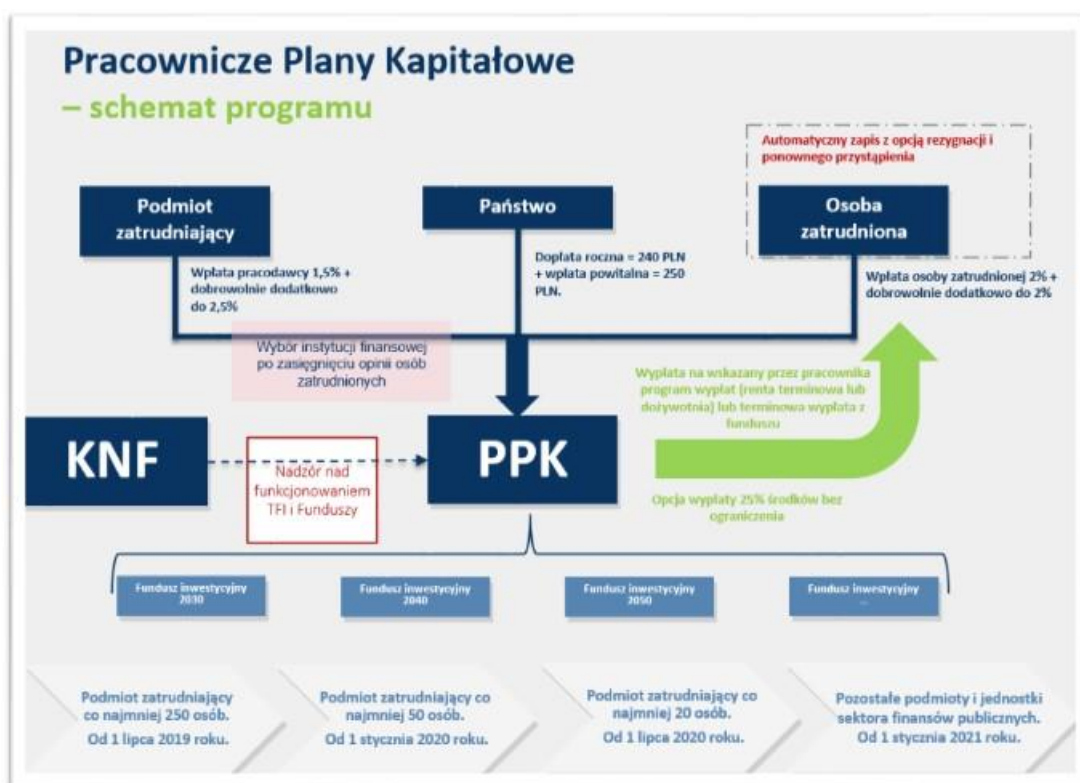 Pracownicze Plany Kapitałowe
– schemat programu
Automatyczny zapis z opcją rezygnacji i
ponownego przystąpienia
Podmiot
zatrudniający
Państwo
Osoba
zatrudniona
Wpłata pracodawcy 1,5% +
dobrowolnie dodatkowo
do 2,5%
Dopłata roczna = 240 PLN
+ wpłata powitalna = 250
PLN.
Wpłata osoby zatrudnionej 2% +
dobrowolnie dodatkowo do 2%
Wybór instytucji finansowej
po zasięgnięciu opinii osób
zatrudnionych
Wypłata na wskazany przez pracownika
program wypłat (renta terminowa lub
dożywotnia) lub terminowa wypłata z
funduszu
KNF
Nadzór nad
funkcjonowaniem
TFI i Funduszy
PPK
Opcja wypłaty 25% środków bez
ograniczenia
Fundusz inwestycyjny
2030
Fundusz inwestycyjny
2040
Fundusz inwestycyjny
2050
Fundusz inwestycyjny
...
Podmiot zatrudniający
co najmniej 250 osób.
Od 1 lipca 2019 roku.
Podmiot zatrudniający co
najmniej 50 osób.
Od 1 stycznia 2020 roku.
Podmiot zatrudniający co
najmniej 20 osób.
Od 1 lipca 2020 roku.
Pozostałe podmioty i jednostki
sektora finansów publicznych.
Od 1 stycznia 2021 roku.